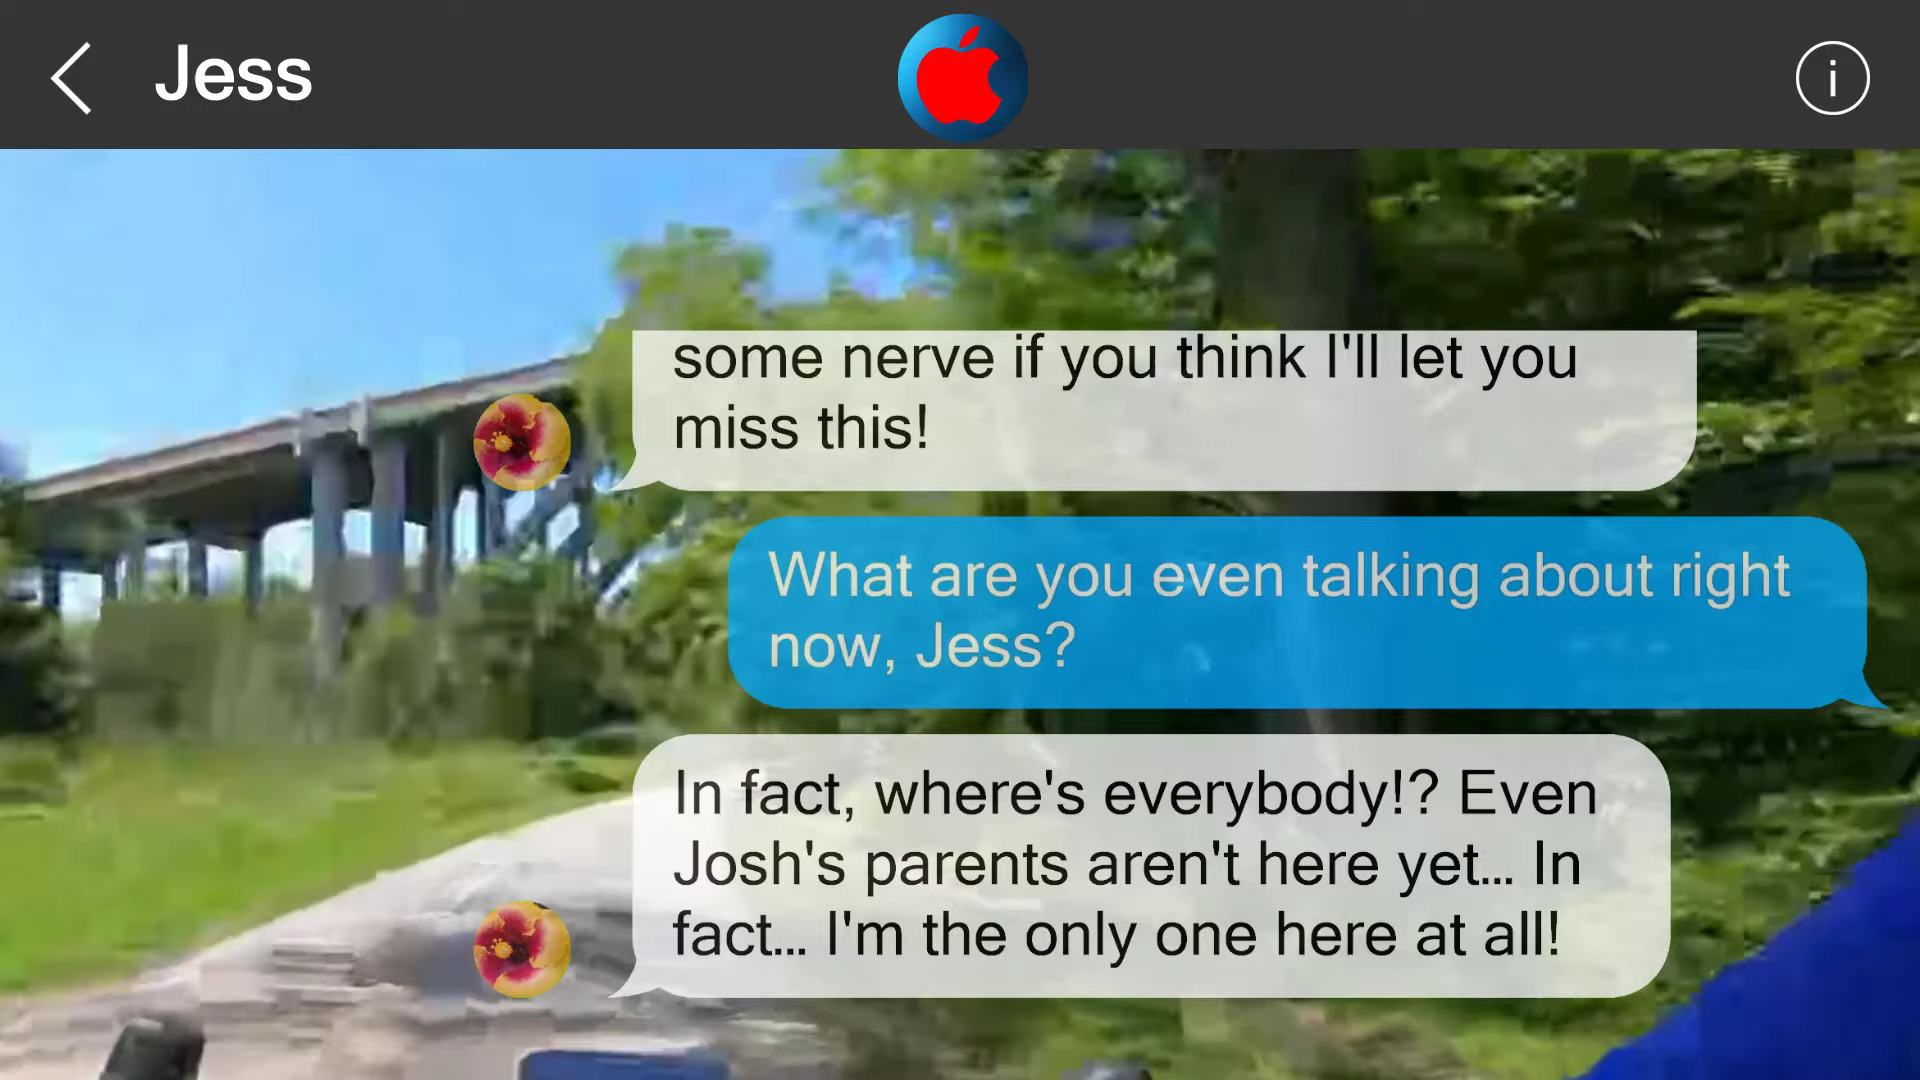 Jess
i
some nerve if you think I'll let you
miss this!
What are you even talking about right
now, Jess?
In fact, where's everybody!? Even
Josh's parents aren't here yet... In
fact... I'm the only one here at all!